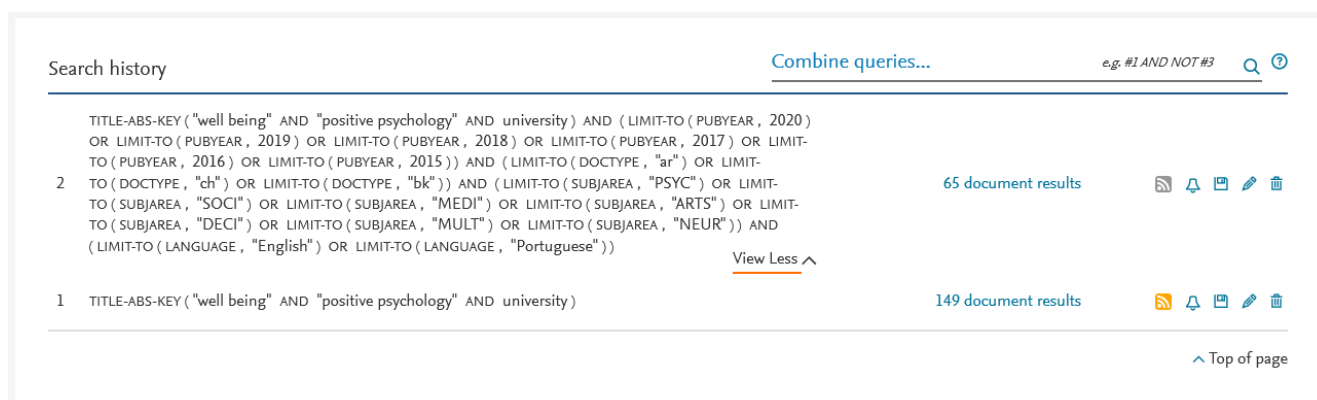 Search history
Combine queries...
e.g. #1 AND NOT #3
TITLE-ABS-KEY ( "well being" AND "positive psychology" AND university ) AND ( LIMIT-TO ( PUBYEAR , 2020 )
OR LIMIT-TO ( PUBYEAR , 2019 ) OR LIMIT-TO ( PUBYEAR , 2018 ) OR LIMIT-TO ( PUBYEAR , 2017 ) OR LIMIT-
TO ( PUBYEAR , 2016 ) OR LIMIT-TO ( PUBYEAR , 2015 ) ) AND ( LIMIT-TO ( DOCTYPE , "ar" ) OR LIMIT-
2 TO ( DOCTYPE , "ch" ) OR LIMIT-TO ( DOCTYPE , "bk" ) ) AND ( LIMIT-TO ( SUBJAREA , "PSYC" ) OR LIMIT- 65 document results
TO ( SUBJAREA , "SOCI" ) OR LIMIT-TO ( SUBJAREA , "MEDI" ) OR LIMIT-TO ( SUBJAREA , "ARTS" ) OR LIMIT-
TO ( SUBJAREA , "DECI" ) OR LIMIT-TO ( SUBJAREA , "MULT" ) OR LIMIT-TO ( SUBJAREA , "NEUR" ) ) AND
( LIMIT-TO ( LANGUAGE , "English" ) OR LIMIT-TO ( LANGUAGE , "Portuguese" ) )
View Less
1 TITLE-ABS-KEY ( "well being" AND "positive psychology" AND university ) 149 document results
Top of page